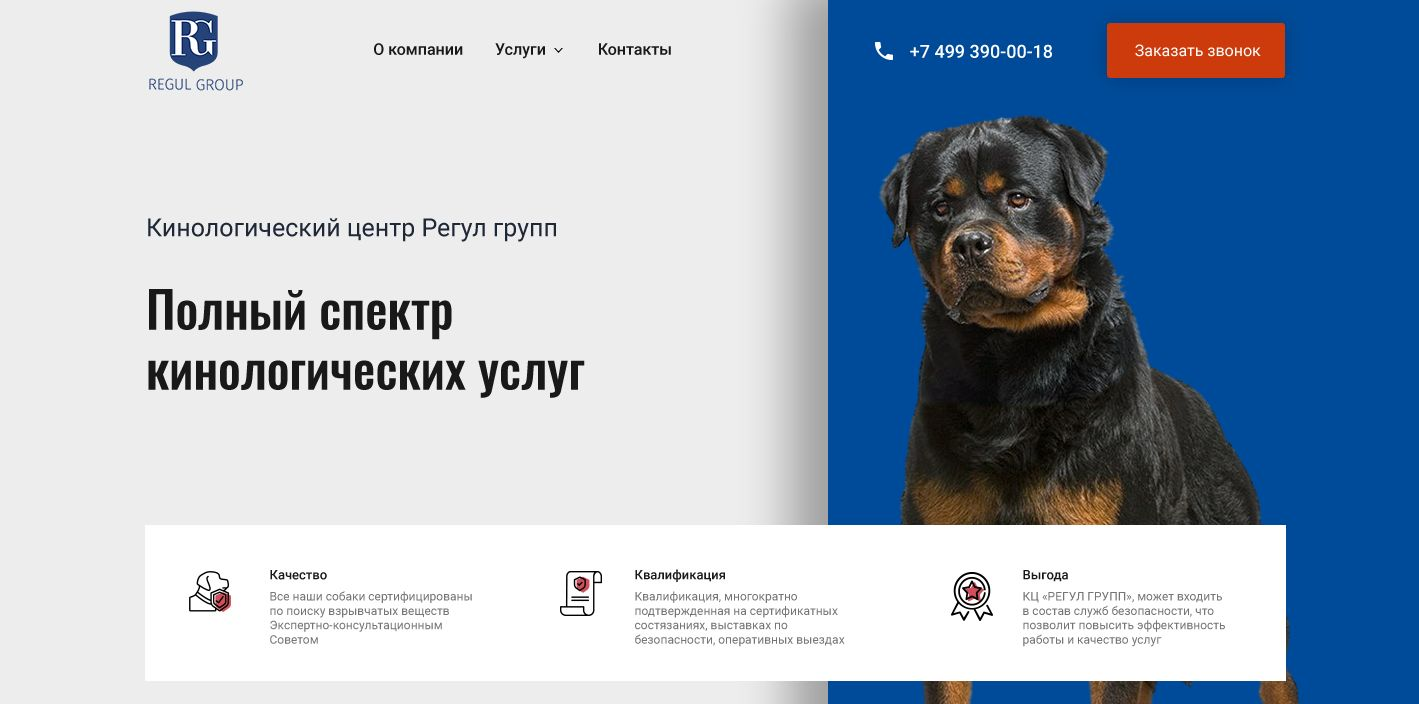 RG
REGUL GROUP
О компании
Услуги
Контакты
+7 499 390-00-18
Заказать звонок
Кинологический центр Регул групп
Полный спектр
кинологических услуг
Качество
Все наши собаки сертифицированы
по поиску взрывчатых веществ
Экспертно-консультационным
Советом
Квалификация
Квалификация, многократно
подтвержденная на сертификатных
состязаниях, выставках по
безопасности, оперативных выездах
Выгода
КЦ «РЕГУЛ ГРУПП», может входить
в состав служб безопасности, что
позволит повысить эффективность
работы и качество услуг